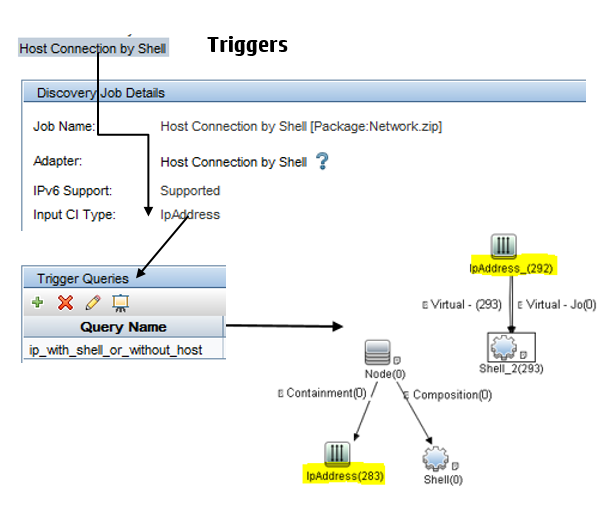 Host Connection by Shell
Triggers
Discovery Job Details
Job Name: Host Connection by Shell [Package:Network.zip]
Adapter: Host Connection by Shell ?
IPv6 Support: Supported
Input CI Type: IpAddress
Trigger Queries
Query Name
ip_with_shell_or_without_host
IpAddress_(292)
Virtual - (293) Virtual - Jo(0)
Shell_2(293)
Node(0)
Containment(0) Composition(0)
IpAddress(283)
Shell(0)